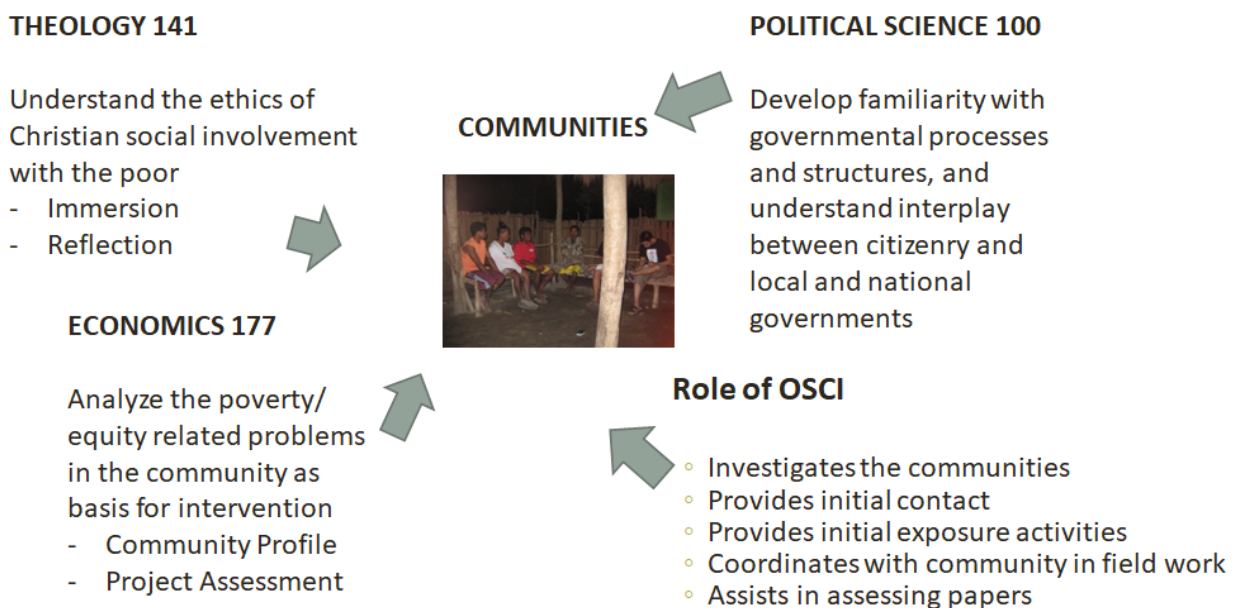 THEOLOGY 141
Understand the ethics of
Christian social involvement
with the poor
- Immersion
- Reflection
ECONOMICS 177
Analyze the poverty/
equity related problems
in the community as
basis for intervention
- Community Profile
- Project Assessment
COMMUNITIES
POLITICAL SCIENCE 100
Develop familiarity with
governmental processes
and structures, and
understand interplay
between citizenry and
local and national
governments
Role of OSCI
◦ Investigates the communities
◦ Provides initial contact
◦ Provides initial exposure activities
◦ Coordinates with community in field work
◦ Assists in assessing papers